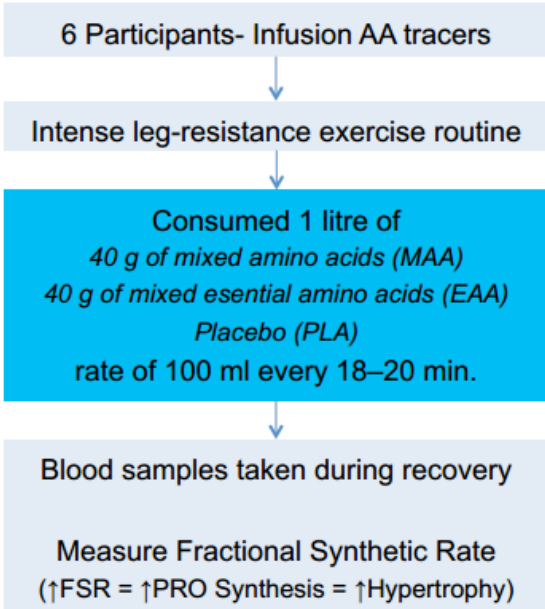 6 Participants- Infusion AA tracers
Intense leg-resistance exercise routine
Consumed 1 litre of
40 g of mixed amino acids (MAA)
40 g of mixed esential amino acids (EAA)
Placebo (PLA)
rate of 100 ml every 18–20 min.
Blood samples taken during recovery
Measure Fractional Synthetic Rate
(↑FSR = ↑PRO Synthesis = ↑Hypertrophy)